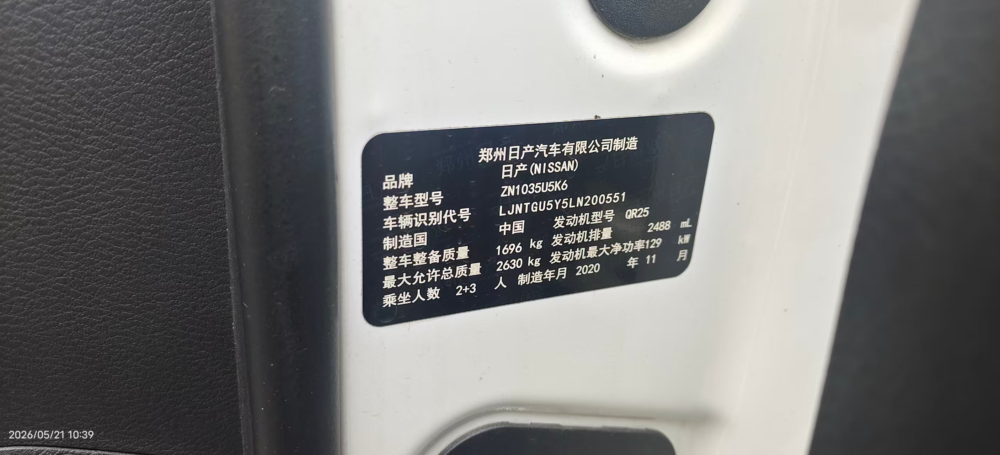 郑州日产汽车有限公司制造
品牌 日产(NISSAN)
整车型号 ZN1035U5K6
车辆识别代号 LJNTGU5Y5LN200551
制造国 中国 发动机型号 QR25
整车整备质量 1696 kg 发动机排量 2488 mL
最大允许总质量 2630 kg 发动机最大净功率129 kW
乘坐人数 2+3 人 制造年月 2020 年 11 月
2026/05/21 10:39